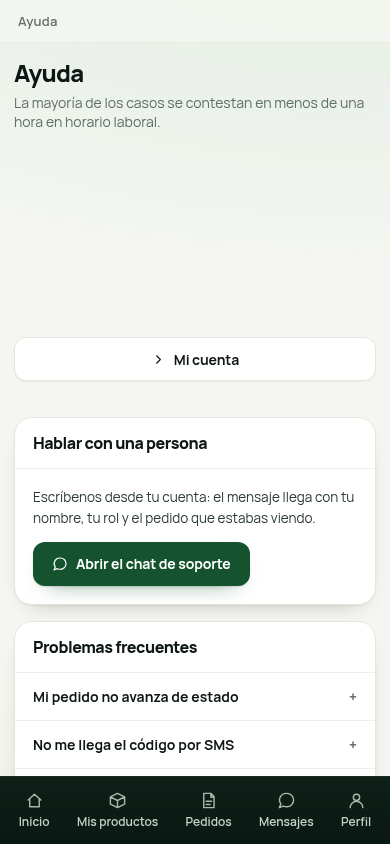 Ayuda
Ayuda
La mayoría de los casos se contestan en menos de una
hora en horario laboral.
Mi cuenta
Hablar con una persona
Escríbenos desde tu cuenta: el mensaje llega con tu
nombre, tu rol y el pedido que estabas viendo.
Abrir el chat de soporte
Problemas frecuentes
Mi pedido no avanza de estado +
No me llega el código por SMS +
Inicio Mis productos Pedidos Mensajes Perfil